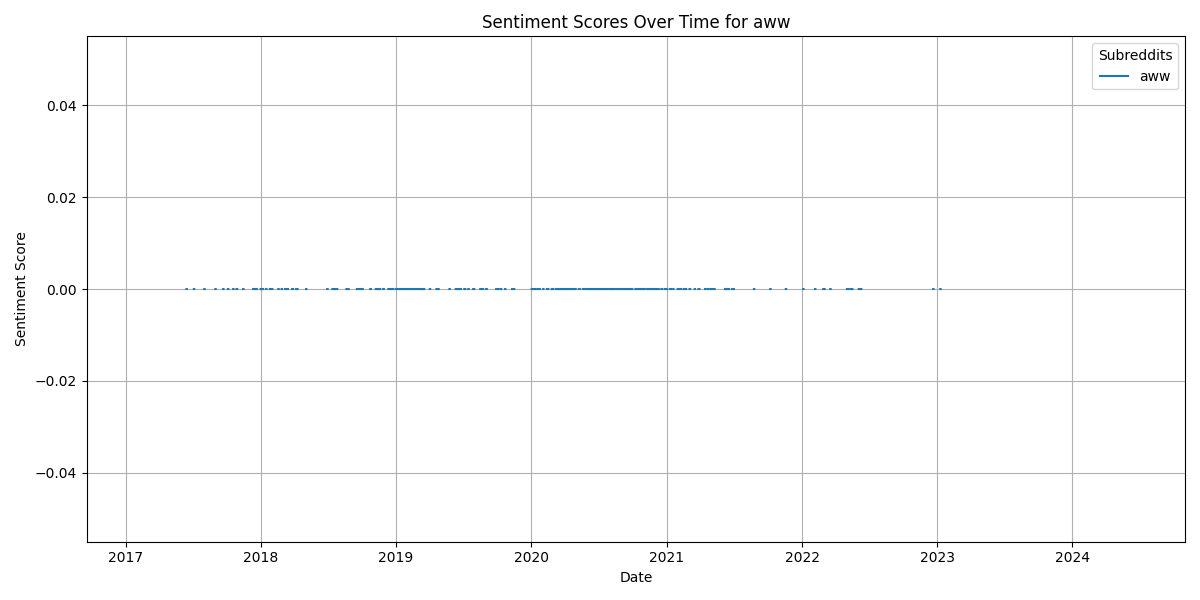 Sentiment Scores Over Time for aww
Subreddits
aww
0.04
0.02
0.00
−0.02
−0.04
Sentiment Score
2017 2018 2019 2020 2021 2022 2023 2024
Date